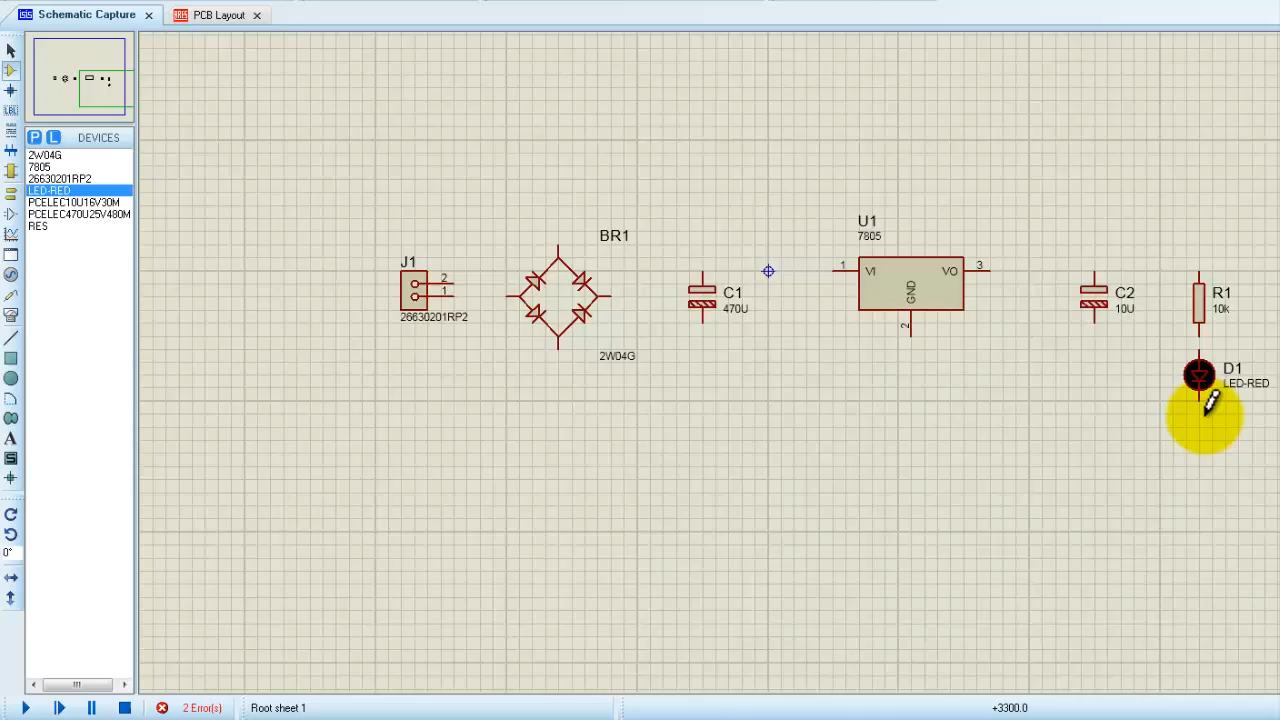 Schematic Capture
PCB Layout
LBL
P L DEVICES
2W04G
7805
26630201RP2
LED-RED
PCELEC10U16V30M
PCELEC470U25V480M
RES
A
S
0°
J1
2
1
26630201RP2
BR1
2W04G
C1
470U
U1
7805
1
VI
VO
3
GND
2
C2
10U
R1
10k
D1
LED-RED
2 Error(s)
Root sheet 1
+3300.0